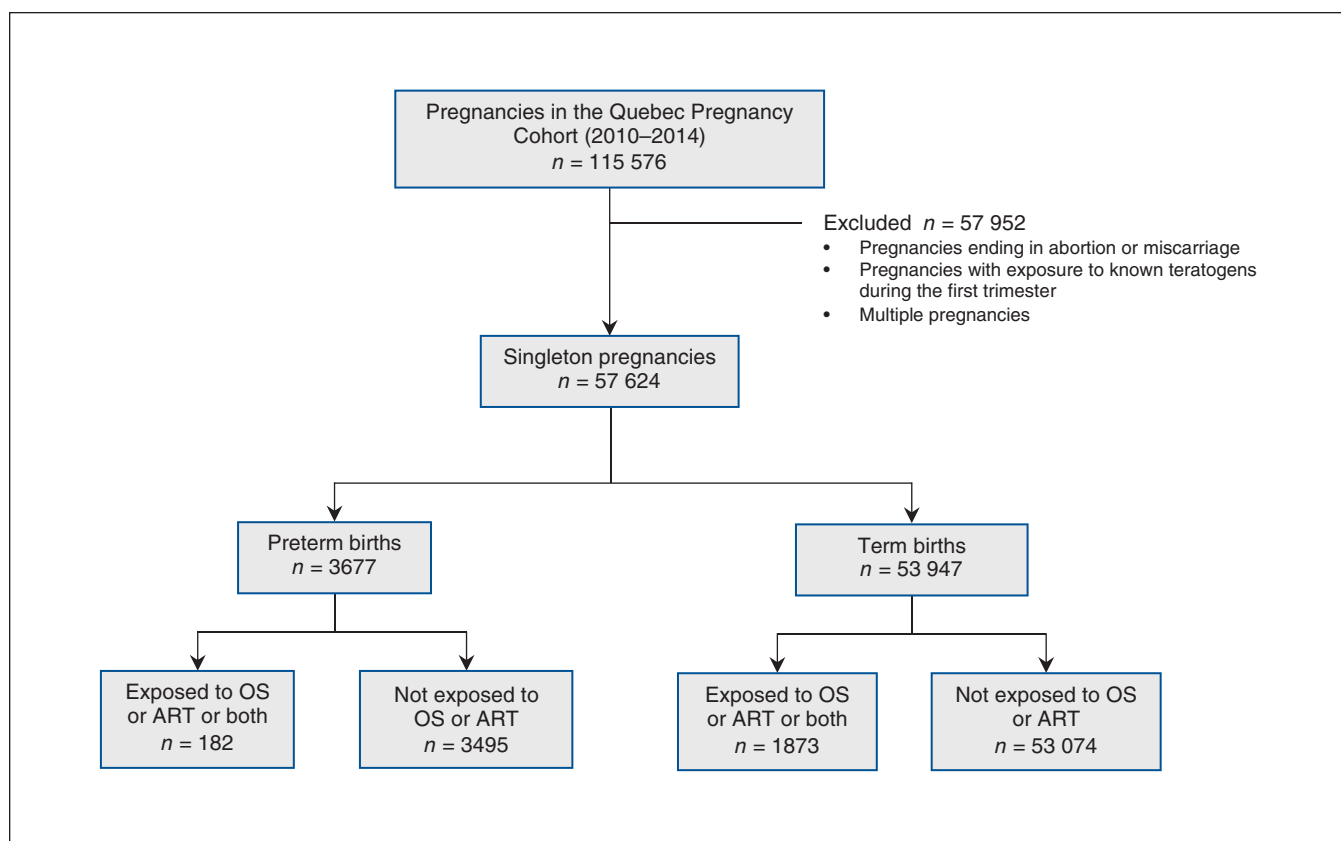 Pregnancies in the Quebec Pregnancy
Cohort (2010–2014)
n = 115 576
Excluded n = 57 952
• Pregnancies ending in abortion or miscarriage
• Pregnancies with exposure to known teratogens
during the first trimester
• Multiple pregnancies
Singleton pregnancies
n = 57 624
Preterm births
n = 3677
Term births
n = 53 947
Exposed to OS
or ART or both
n = 182
Not exposed to
OS or ART
n = 3495
Exposed to OS
or ART or both
n = 1873
Not exposed to OS
or ART
n = 53 074